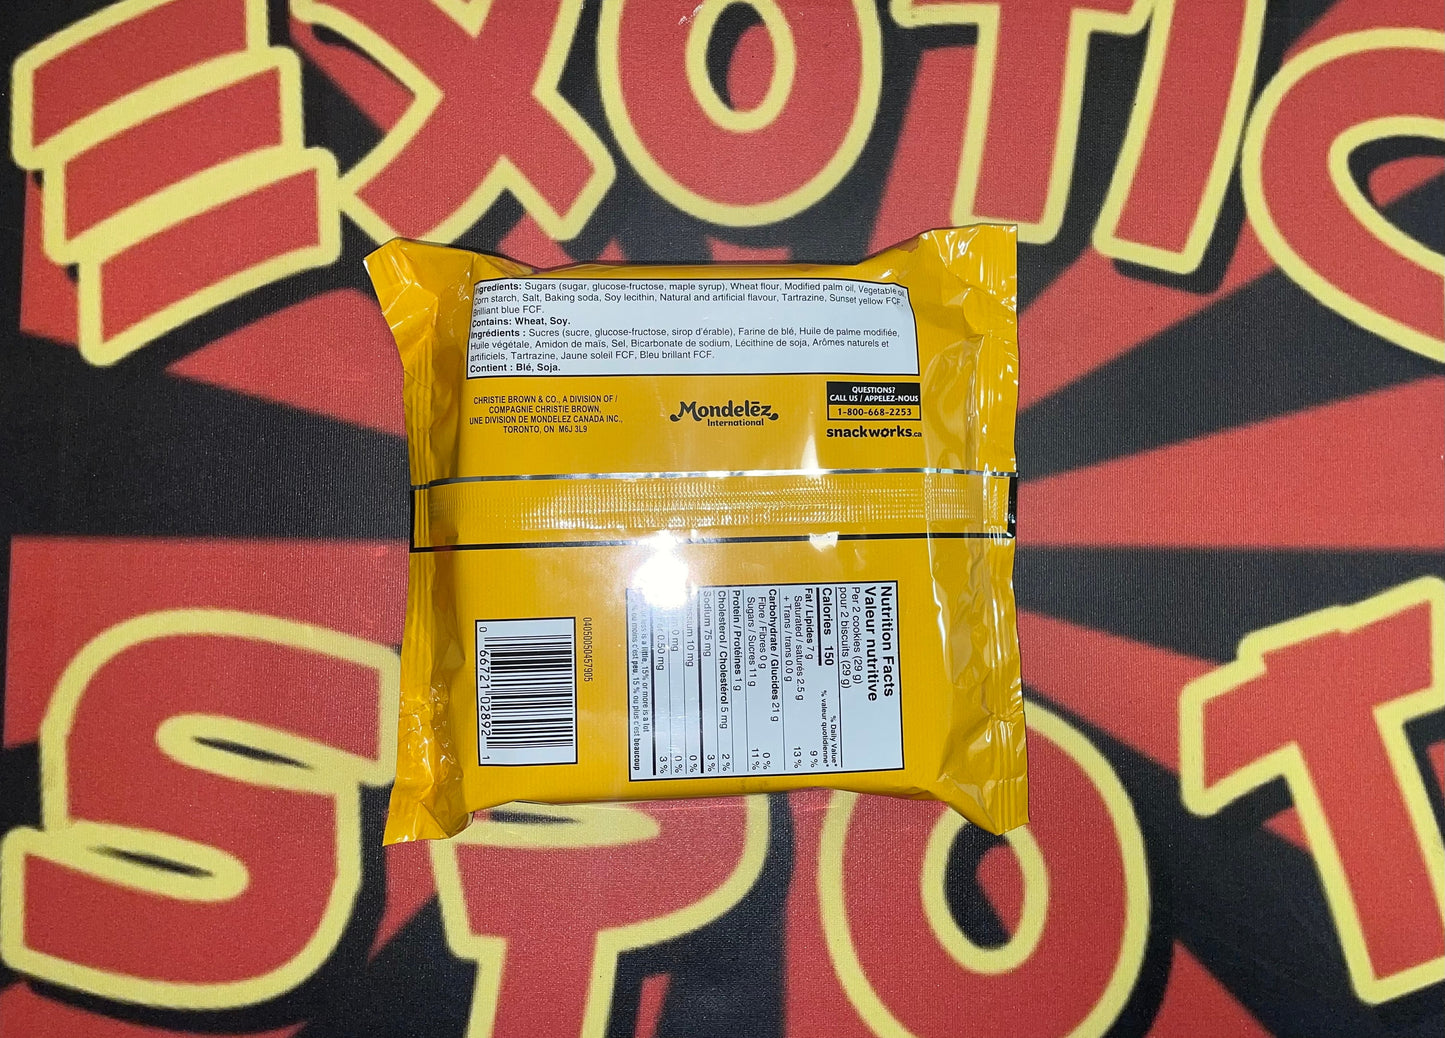 EXOTIC
SPOT
ngredients: Sugars (sugar, glucose-fructose, maple syrup), Wheat flour, Modified palm oil, Vegetable oil,
Corn starch, Salt, Baking soda, Soy lecithin, Natural and artificial flavour, Tartrazine, Sunset yellow FCF,
Brilliant blue FCF.
Contains: Wheat, Soy.
Ingrédients : Sucres (sucre, glucose-fructose, sirop d'érable), Farine de blé, Huile de palme modifiée,
Huile végétale, Amidon de maïs, Sel, Bicarbonate de sodium, Lécithine de soja, Arômes naturels et
artificiels, Tartrazine, Jaune soleil FCF, Bleu brillant FCF.
Contient : Blé, Soja.
CHRISTIE BROWN & CO., A DIVISION OF /
COMPAGNIE CHRISTIE BROWN,
UNE DIVISION DE MONDELEZ CANADA INC.,
TORONTO, ON M6J 3L9
Mondelēz
International
QUESTIONS?
CALL US / APPELEZ-NOUS
1-800-668-2253
snackworks.ca
Nutrition Facts
Valeur nutritive
Per 2 cookies (29 g)
pour 2 biscuits (29 g)
Calories 150
% Daily Value*
% valeur quotidienne*
Fat / Lipides 7 g 9 %
Saturated / saturés 2.5 g
+ Trans / trans 0.0 g 13 %
Carbohydrate / Glucides 21 g
Fibre / Fibres 0 g 0 %
Sugars / Sucres 11 g 11 %
Protein / Protéines 1 g
Cholesterol / Cholestérol 5 mg 2 %
Sodium 75 mg 3 %
ssium 10 mg 0 %
0 mg 0 %
0.50 mg 3 %
less is a little, 15% or more is a lot
% ou moins c'est peu, 15 % ou plus c'est beaucoup
04050050457905
0 66721 02892 1